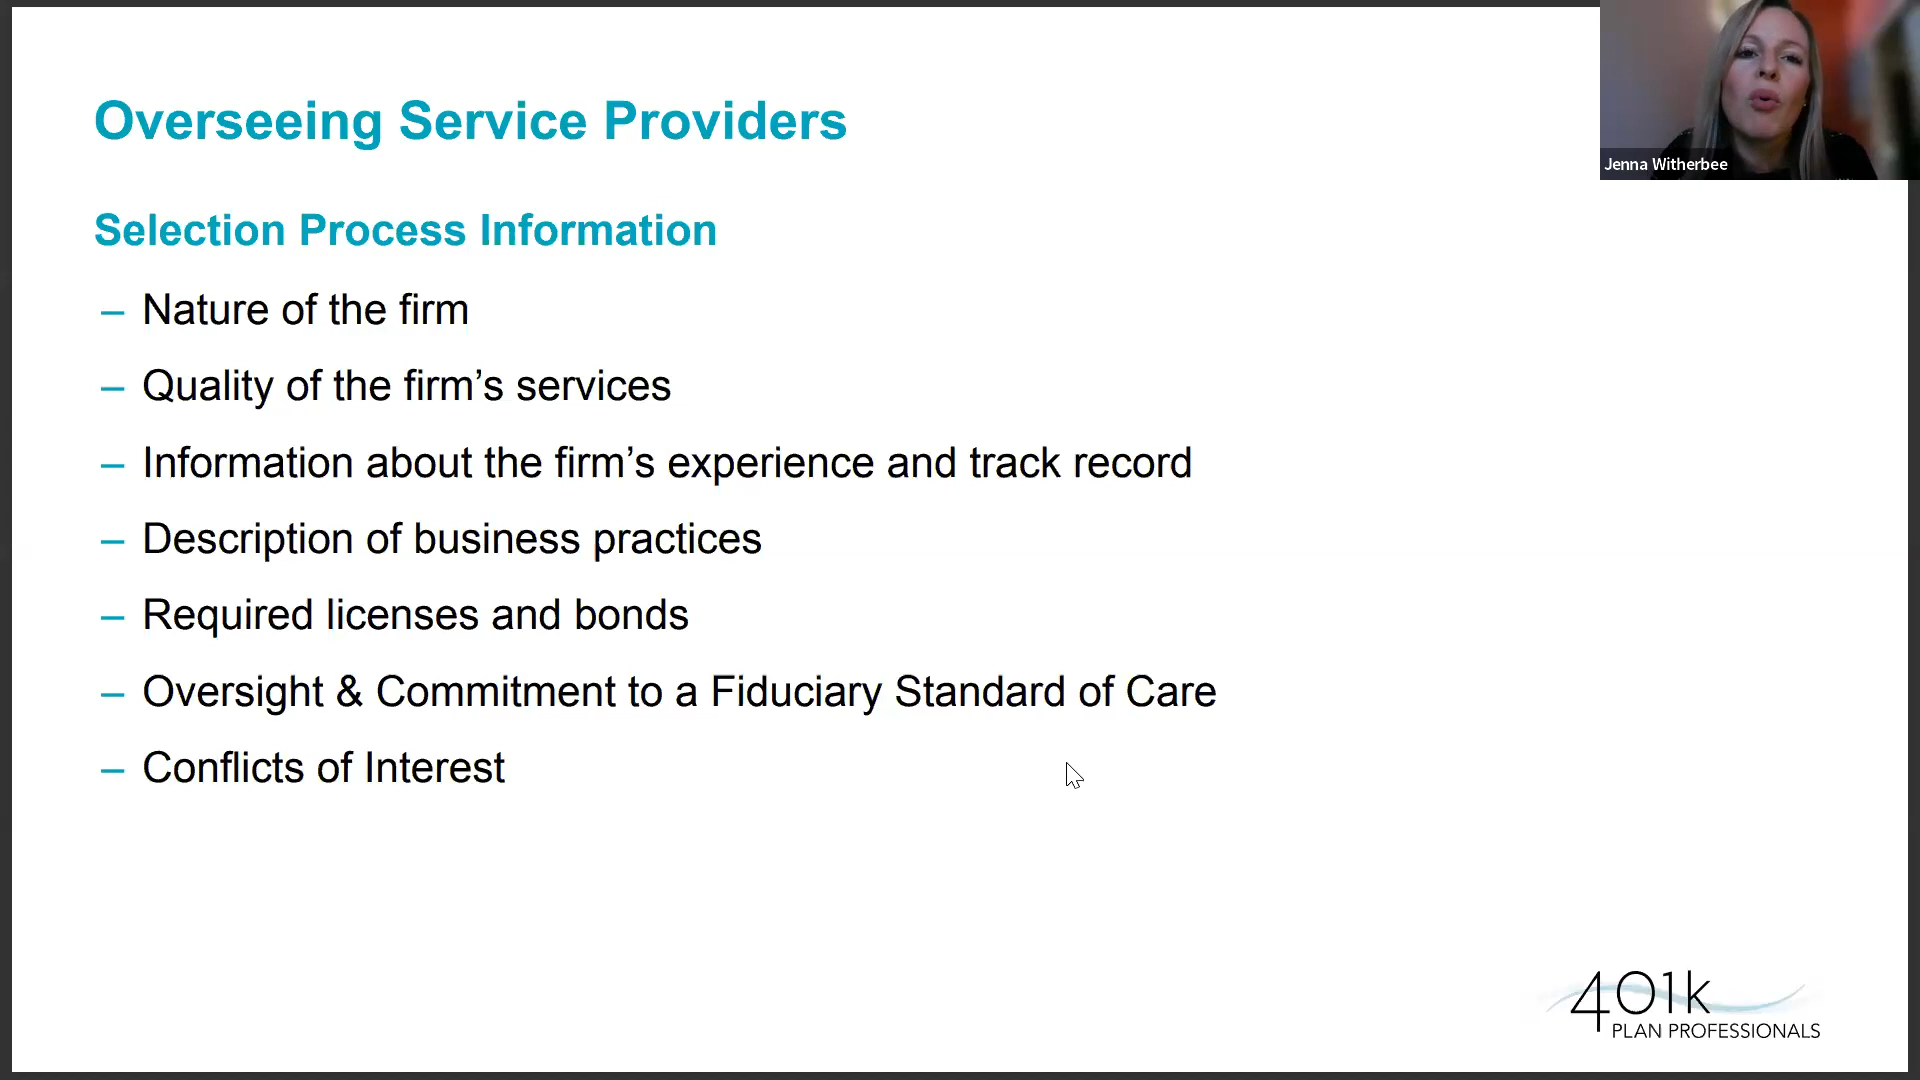 Overseeing Service Providers
Jenna Witherbee
Selection Process Information
– Nature of the firm
– Quality of the firm’s services
– Information about the firm’s experience and track record
– Description of business practices
– Required licenses and bonds
– Oversight & Commitment to a Fiduciary Standard of Care
– Conflicts of Interest
401k
PLAN PROFESSIONALS